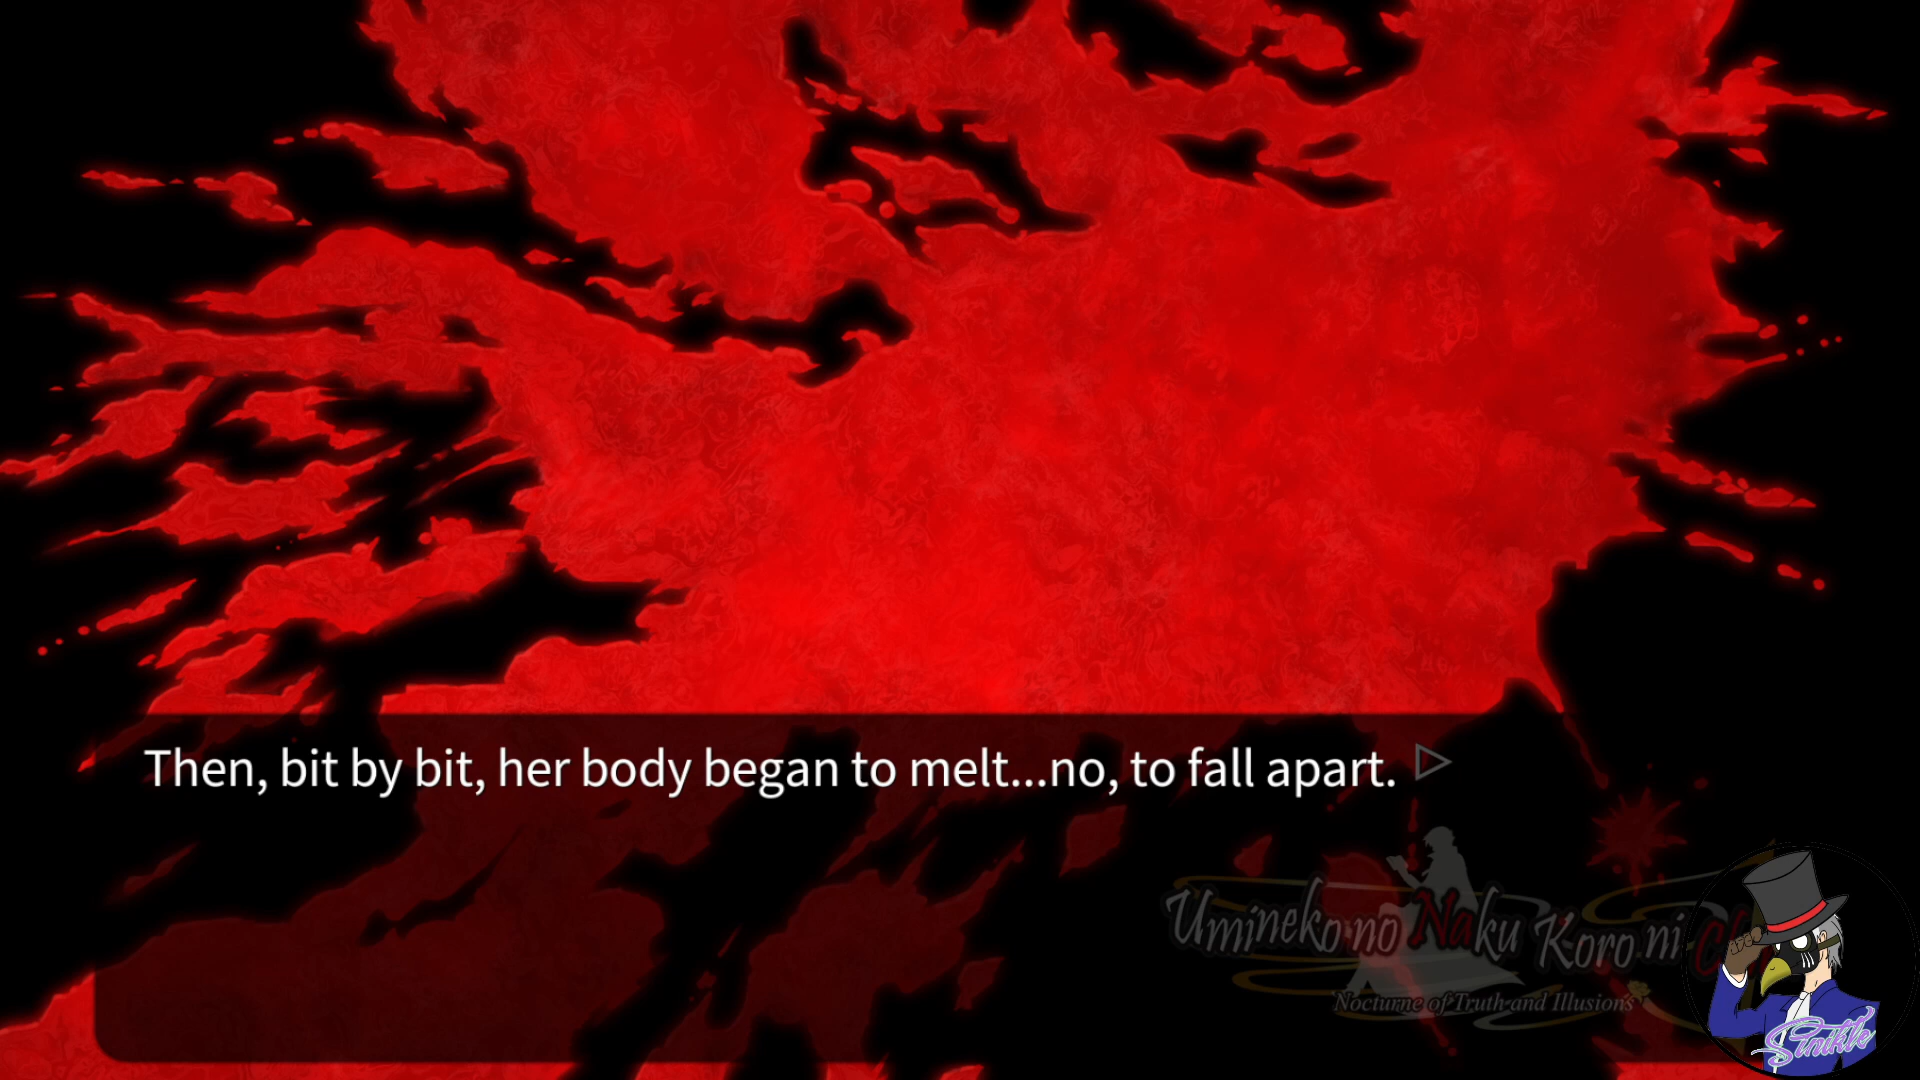 Then, bit by bit, her body began to melt...no, to fall apart.
Umineko no Naku Koro ni
Nocturne of Truth and Illusions
Sinikle